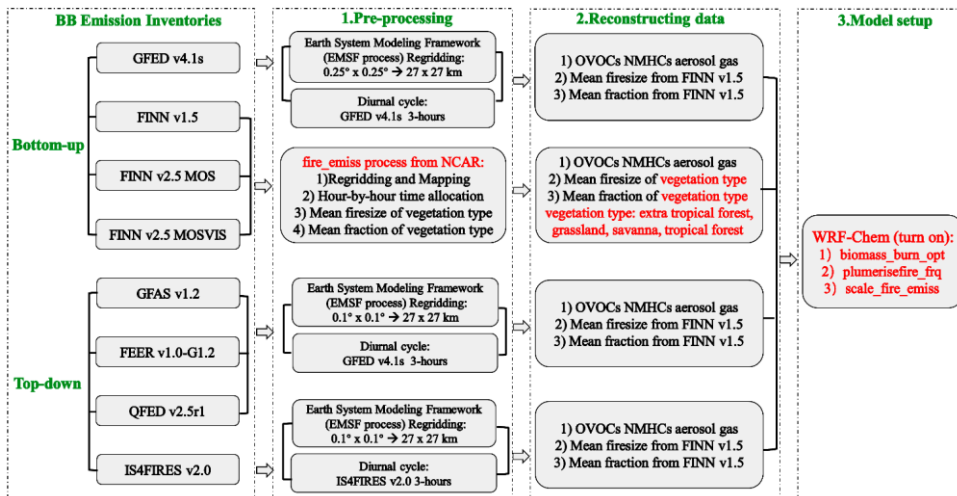 BB Emission Inventories
Bottom-up
GFED v4.1s
FINN v1.5
FINN v2.5 MOS
FINN v2.5 MOSVIS
Top-down
GFAS v1.2
FEER v1.0-G1.2
QFED v2.5r1
IS4FIRES v2.0
1.Pre-processing
Earth System Modeling Framework
(EMSF process) Regridding:
0.25° x 0.25° → 27 x 27 km
Diurnal cycle:
GFED v4.1s 3-hours
fire_emiss process from NCAR:
1)Regridding and Mapping
2) Hour-by-hour time allocation
3) Mean firesize of vegetation type
4) Mean fraction of vegetation type
Earth System Modeling Framework
(EMSF process) Regridding:
0.1° x 0.1° → 27 x 27 km
Diurnal cycle:
GFED v4.1s 3-hours
Earth System Modeling Framework
(EMSF process) Regridding:
0.1° x 0.1° → 27 x 27 km
Diurnal cycle:
IS4FIRES v2.0 3-hours
2.Reconstructing data
1) OVOCs NMHCs aerosol gas
2) Mean firesize from FINN v1.5
3) Mean fraction from FINN v1.5
1) OVOCs NMHCs aerosol gas
2) Mean firesize of vegetation type
3) Mean fraction of vegetation type
vegetation type: extra tropical forest,
grassland, savanna, tropical forest
1) OVOCs NMHCs aerosol gas
2) Mean firesize from FINN v1.5
3) Mean fraction from FINN v1.5
1) OVOCs NMHCs aerosol gas
2) Mean firesize from FINN v1.5
3) Mean fraction from FINN v1.5
3.Model setup
WRF-Chem (turn on):
1) biomass_burn_opt
2) plumerisefire_frq
3) scale_fire_emiss